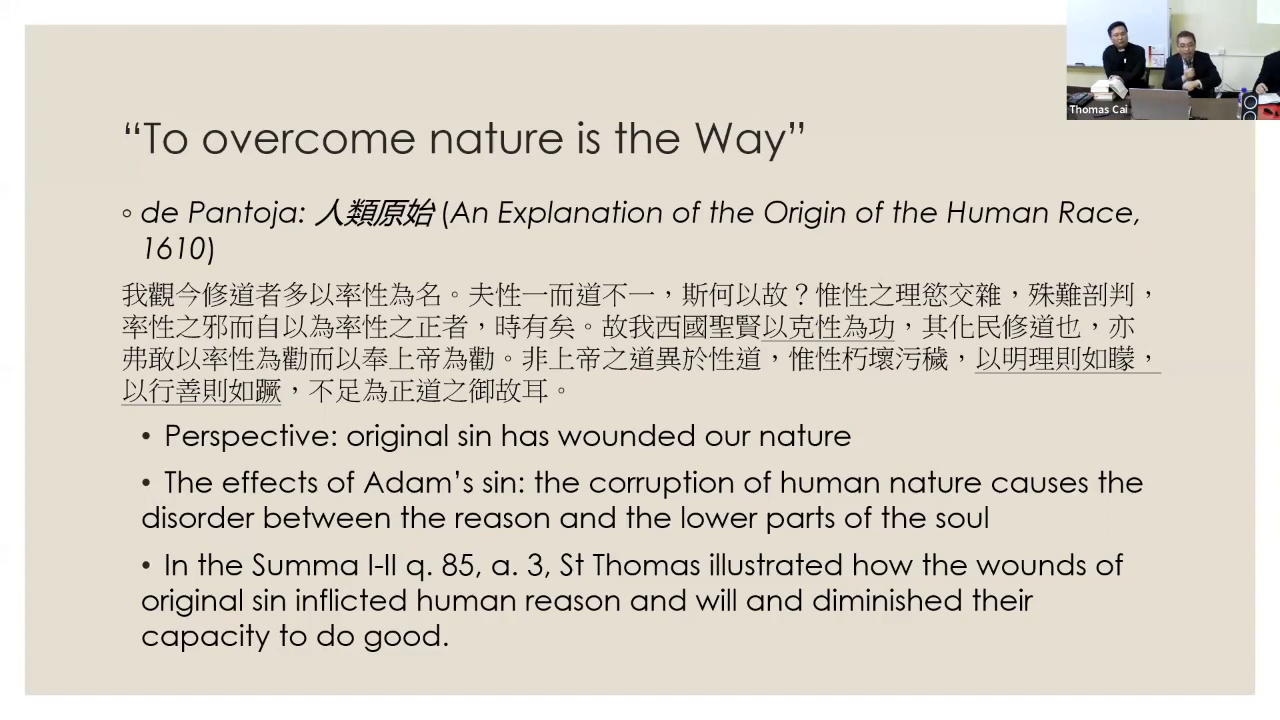 Thomas Cai
“To overcome nature is the Way”
◦ de Pantoja: 人類原始 (An Explanation of the Origin of the Human Race,
1610)
我觀今修道者多以率性為名。夫性一而道不一，斯何以故？惟性之理慾交雜，殊難剖判，
率性之邪而自以為率性之正者，時有矣。故我西國聖賢以克性為功，其化民修道也，亦
弗敢以率性為勸而以奉上帝為勸。非上帝之道異於性道，惟性朽壞污穢，以明理則如矇，
以行善則如蹶，不足為正道之御故耳。
• Perspective: original sin has wounded our nature
• The effects of Adam’s sin: the corruption of human nature causes the
disorder between the reason and the lower parts of the soul
• In the Summa I-II q. 85, a. 3, St Thomas illustrated how the wounds of
original sin inflicted human reason and will and diminished their
capacity to do good.